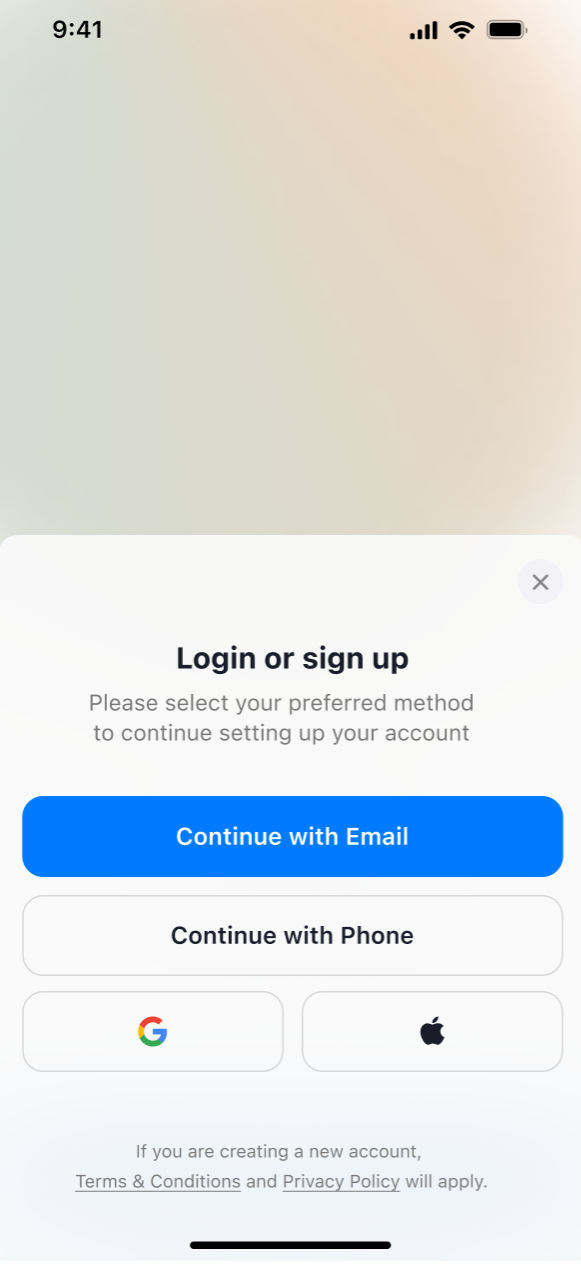 9:41
Login or sign up
Please select your preferred method
to continue setting up your account
Continue with Email
Continue with Phone
If you are creating a new account,
Terms & Conditions and Privacy Policy will apply.